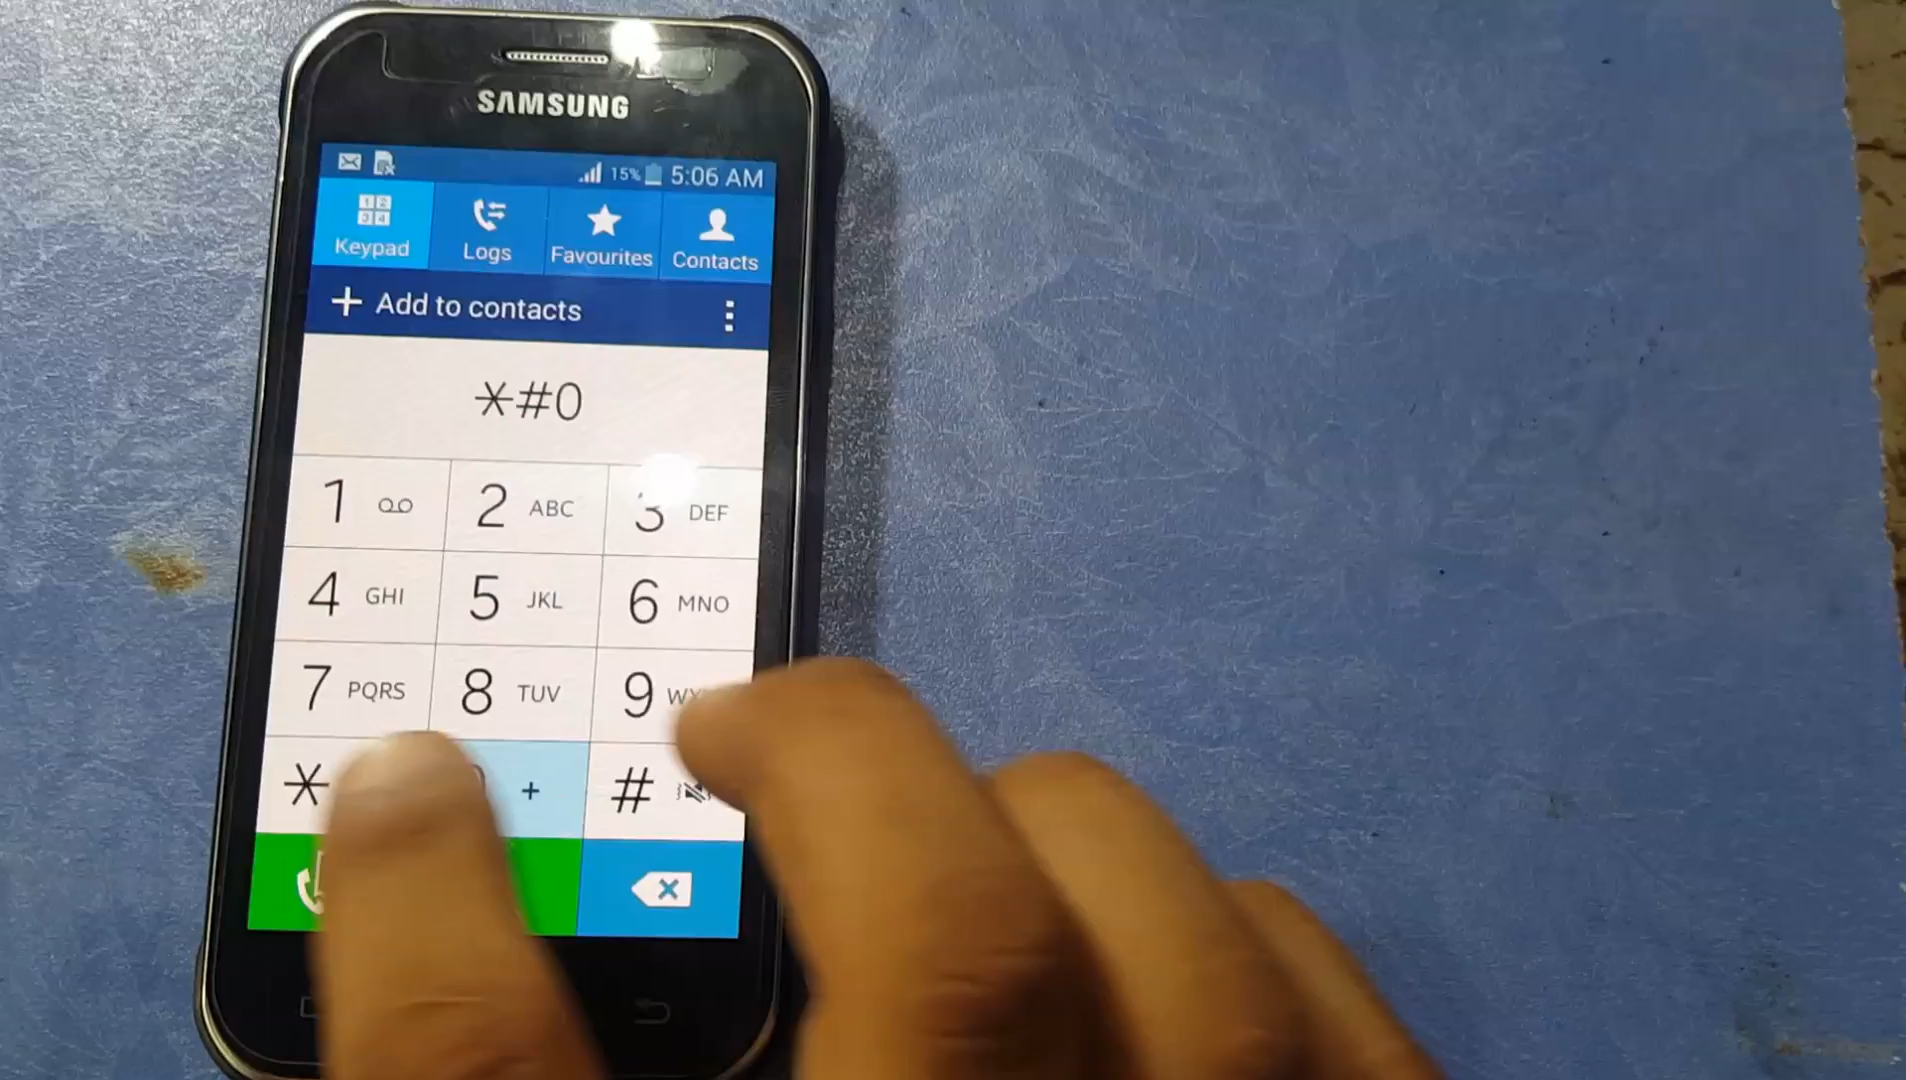 SAMSUNG
15% 5:06 AM
Keypad Logs Favourites Contacts
+ Add to contacts
*#0
1 2 ABC 3 DEF
4 GHI 5 JKL 6 MNO
7 PQRS 8 TUV 9
* + #